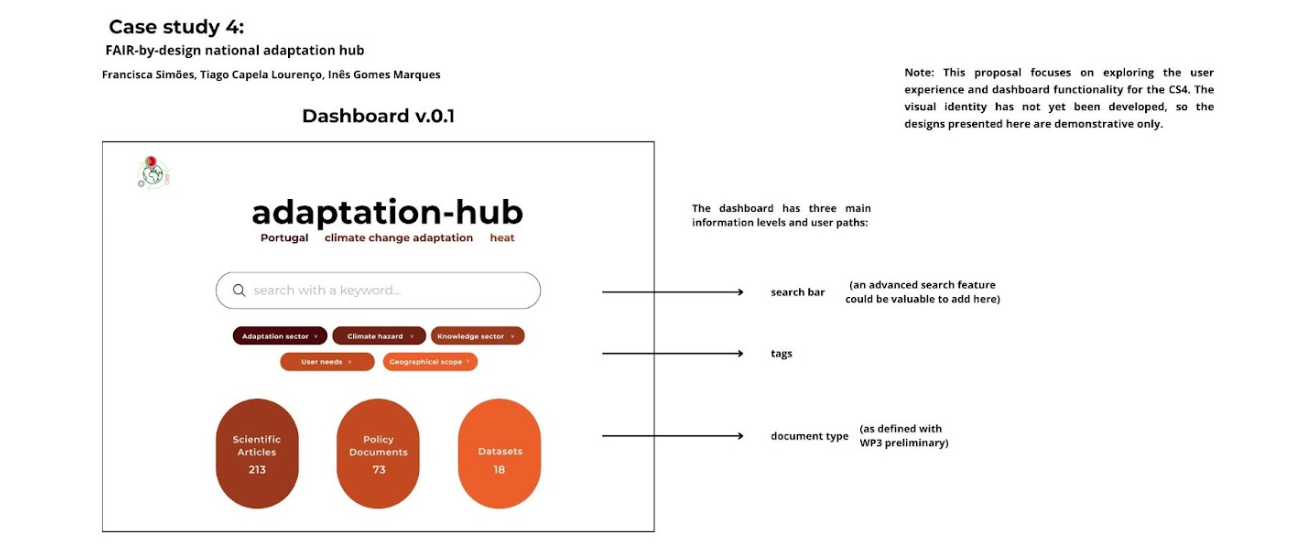 Case study 4:
FAIR-by-design national adaptation hub
Francisca Simões, Tiago Capela Lourenço, Inês Gomes Marques
Note: This proposal focuses on exploring the user
experience and dashboard functionality for the CS4. The
visual identity has not yet been developed, so the
designs presented here are demonstrative only.
Dashboard v.0.1
adaptation-hub
Portugal climate change adaptation heat
search with a keyword...
Adaptation sector
Climate hazard
Knowledge sector
User needs
Geographical scope
Scientific
Articles
213
Policy
Documents
73
Datasets
18
The dashboard has three main
information levels and user paths:
search bar
(an advanced search feature
could be valuable to add here)
tags
document type
(as defined with
WP3 preliminary)